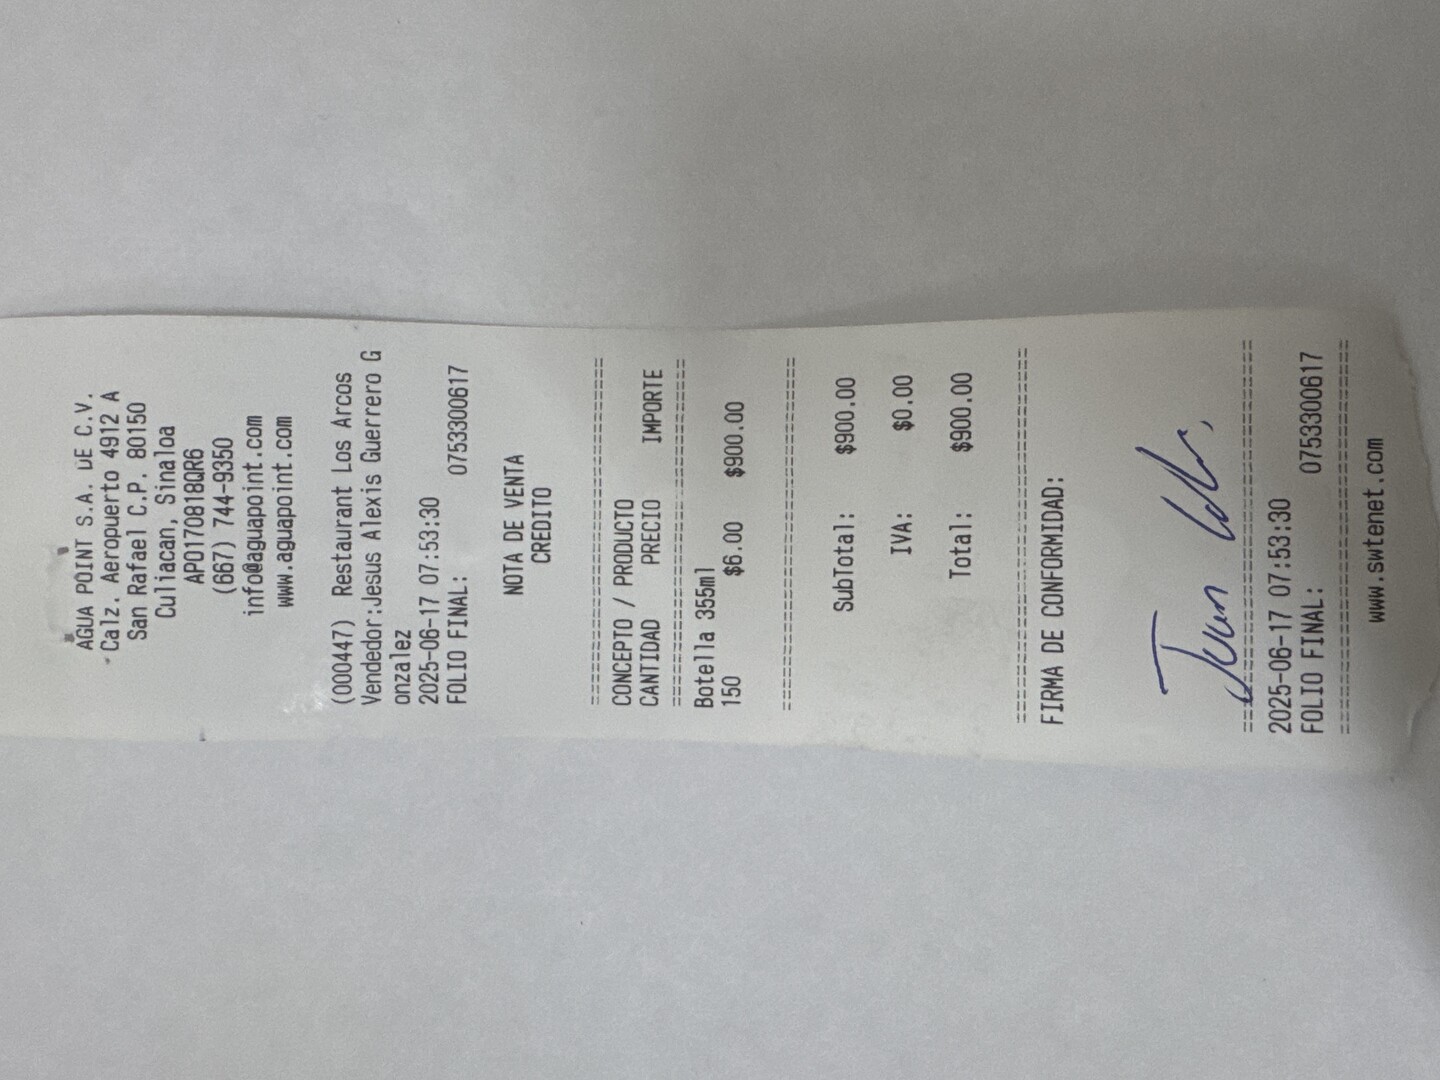 AGUA POINT S.A. DE C.V.
Calz. Aeropuerto 4912 A
San Rafael C.P. 80150
Culiacan, Sinaloa
APO170818QR6
(667) 744-9350
info@aguapoint.com
www.aguapoint.com
(000447) Restaurant Los Arcos
Vendedor:Jesus Alexis Guerrero G
onzalez
2025-06-17 07:53:30
FOLIO FINAL: 0753300617
NOTA DE VENTA
CREDITO
CONCEPTO / PRODUCTO
CANTIDAD PRECIO IMPORTE
Botella 355ml
150 $6.00 $900.00
SubTotal: $900.00
IVA: $0.00
Total: $900.00
FIRMA DE CONFORMIDAD:
Juan
2025-06-17 07:53:30
FOLIO FINAL: 0753300617
www.swtenet.com